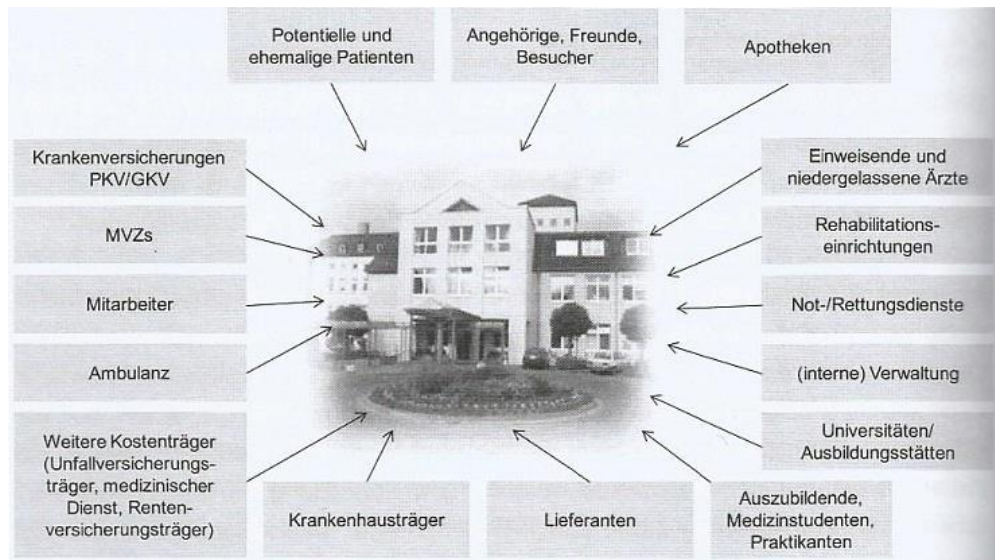 Potentielle und
ehemalige Patienten
Angehörige, Freunde,
Besucher
Apotheken
Krankenversicherungen
PKV/GKV
MVZs
Mitarbeiter
Ambulanz
Weitere Kostenträger
(Unfallversicherungs-
träger, medizinischer
Dienst, Renten-
versicherungsträger)
Krankenhausträger
Lieferanten
Auszubildende,
Medizinstudenten,
Praktikanten
Einweisende und
niedergelassene Ärzte
Rehabilitations-
einrichtungen
Not-/Rettungsdienste
(interne) Verwaltung
Universitäten/
Ausbildungsstätten